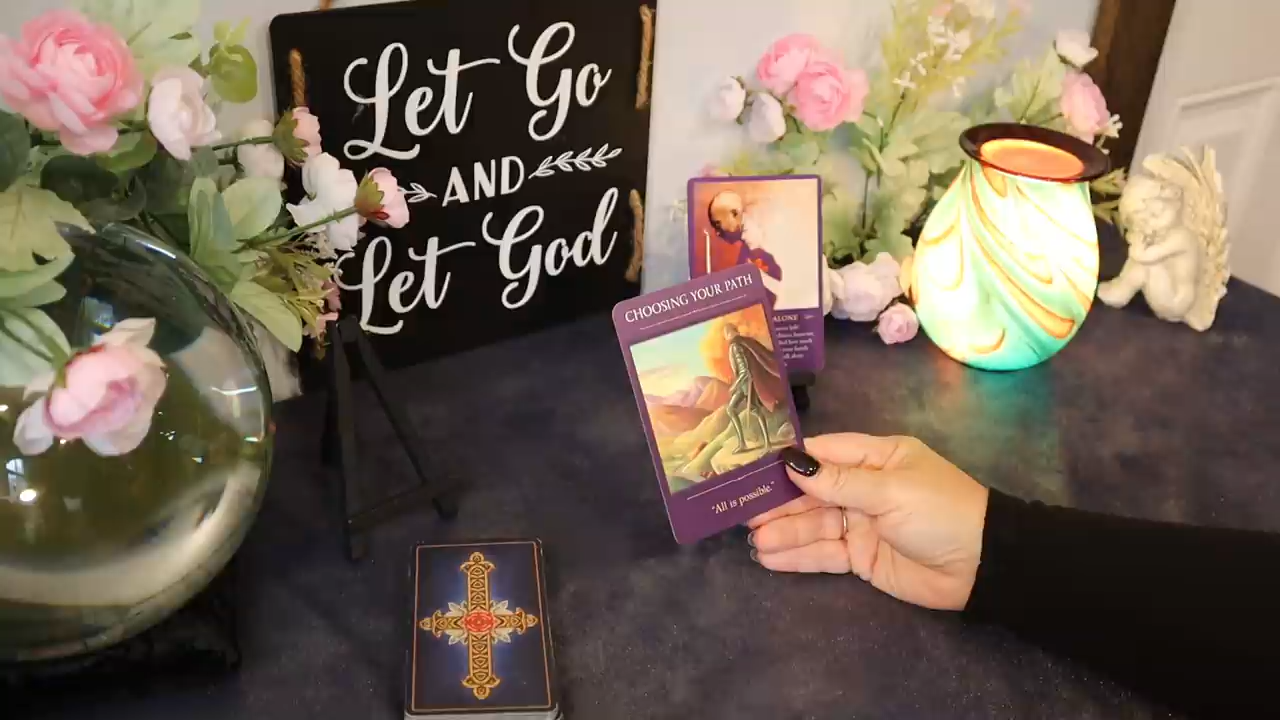 Let Go
AND
Let God
CHOOSING YOUR PATH
"All is possible."
ALONE